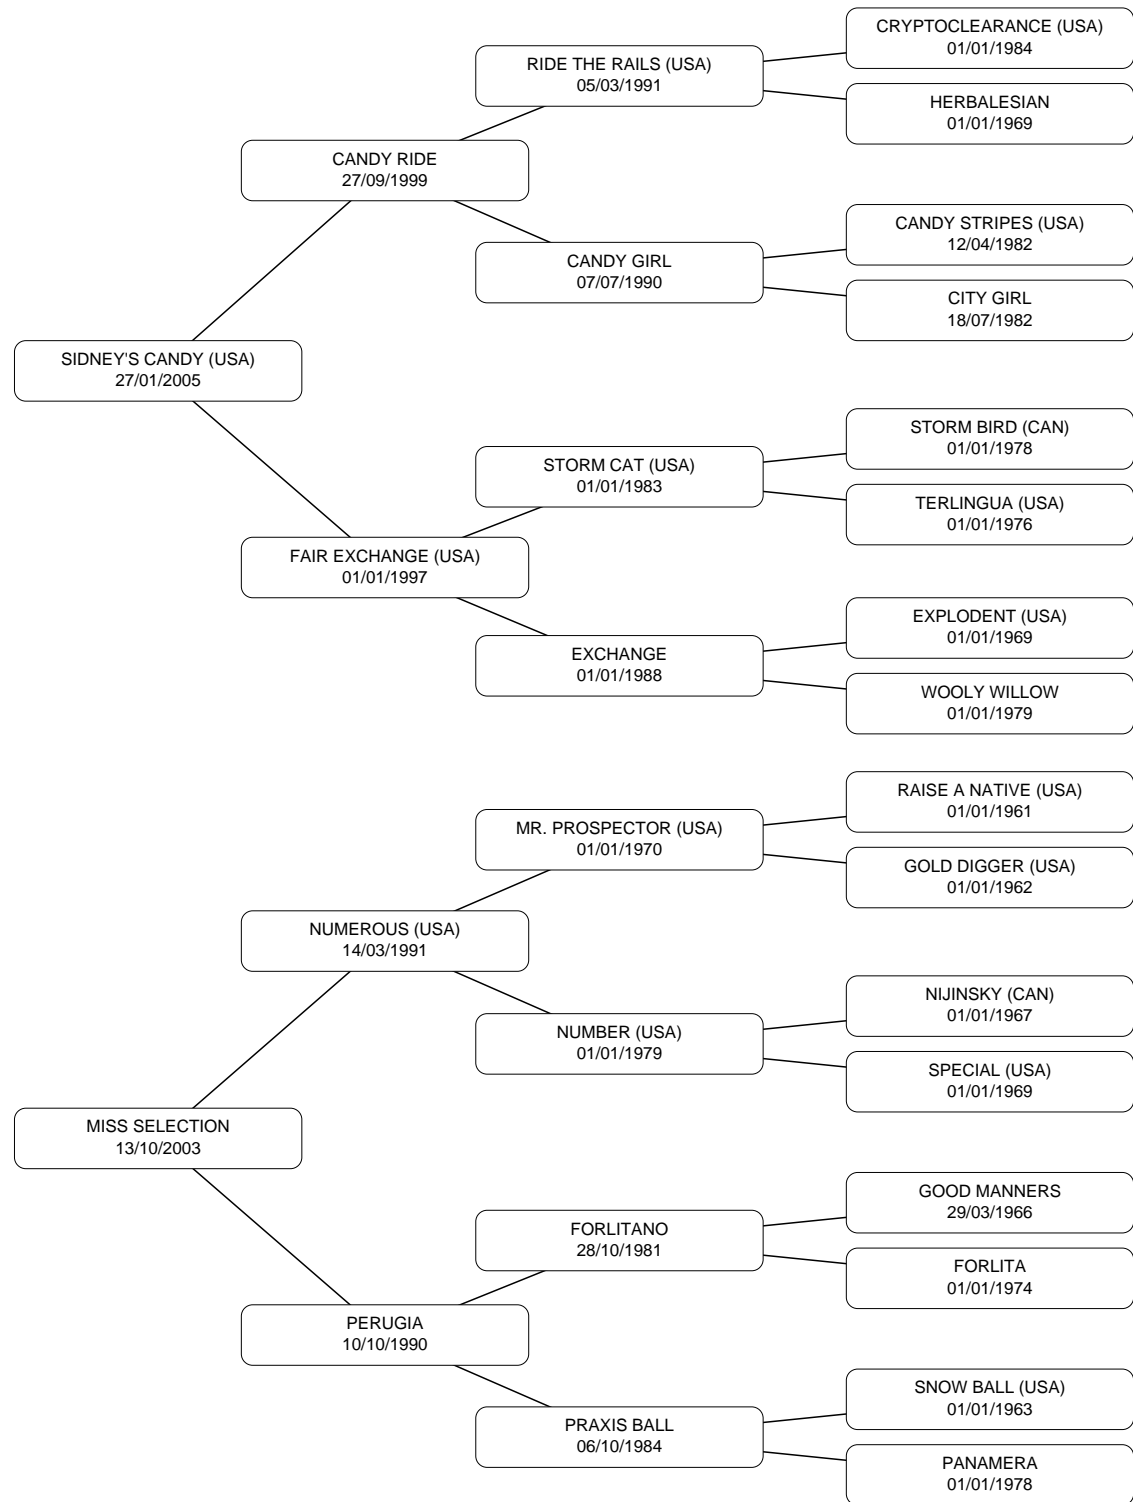 CRYPTOCLEARANCE (USA)
01/01/1984
RIDE THE RAILS (USA)
05/03/1991
HERBALESIAN
01/01/1969
CANDY RIDE
27/09/1999
CANDY STRIPES (USA)
12/04/1982
CANDY GIRL
07/07/1990
CITY GIRL
18/07/1982
SIDNEY'S CANDY (USA)
27/01/2005
STORM BIRD (CAN)
01/01/1978
STORM CAT (USA)
01/01/1983
TERLINGUA (USA)
01/01/1976
FAIR EXCHANGE (USA)
01/01/1997
EXPLODENT (USA)
01/01/1969
EXCHANGE
01/01/1988
WOOLY WILLOW
01/01/1979
RAISE A NATIVE (USA)
01/01/1961
MR. PROSPECTOR (USA)
01/01/1970
GOLD DIGGER (USA)
01/01/1962
NUMEROUS (USA)
14/03/1991
NIJINSKY (CAN)
01/01/1967
NUMBER (USA)
01/01/1979
SPECIAL (USA)
01/01/1969
MISS SELECTION
13/10/2003
GOOD MANNERS
29/03/1966
FORLITANO
28/10/1981
FORLITA
01/01/1974
PERUGIA
10/10/1990
SNOW BALL (USA)
01/01/1963
PRAXIS BALL
06/10/1984
PANAMERA
01/01/1978